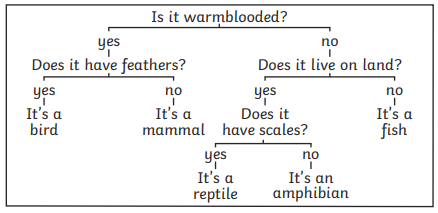 Is it warmblooded?
yes no
Does it have feathers? Does it live on land?
yes no yes no
It's a It's a Does it It's a
bird mammal have scales? fish
yes no
It's a It's an
reptile amphibian